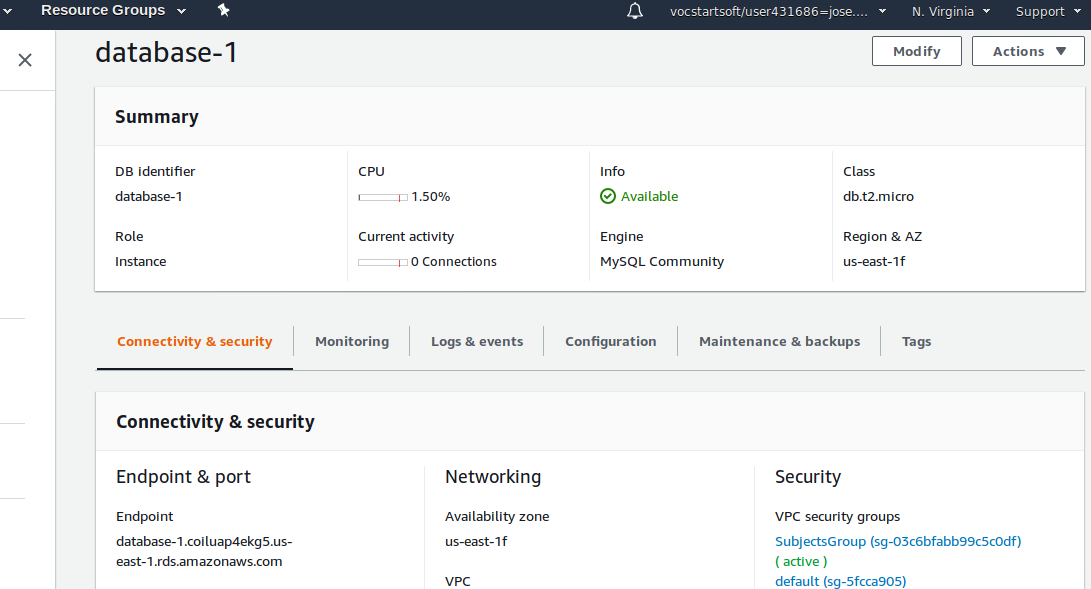 Resource Groups
vocstartsoft/user431686=jose.... N. Virginia Support
database-1
Modify
Actions
Summary
DB identifier
database-1
CPU
1.50%
Info
Available
Class
db.t2.micro
Role
Instance
Current activity
0 Connections
Engine
MySQL Community
Region & AZ
us-east-1f
Connectivity & security
Monitoring
Logs & events
Configuration
Maintenance & backups
Tags
Connectivity & security
Endpoint & port
Endpoint
database-1.coiluap4ekg5.us-
east-1.rds.amazonaws.com
Networking
Availability zone
us-east-1f
VPC
Security
VPC security groups
SubjectsGroup (sg-03c6bfabb99c5c0df)
( active )
default (sg-5fcca905)